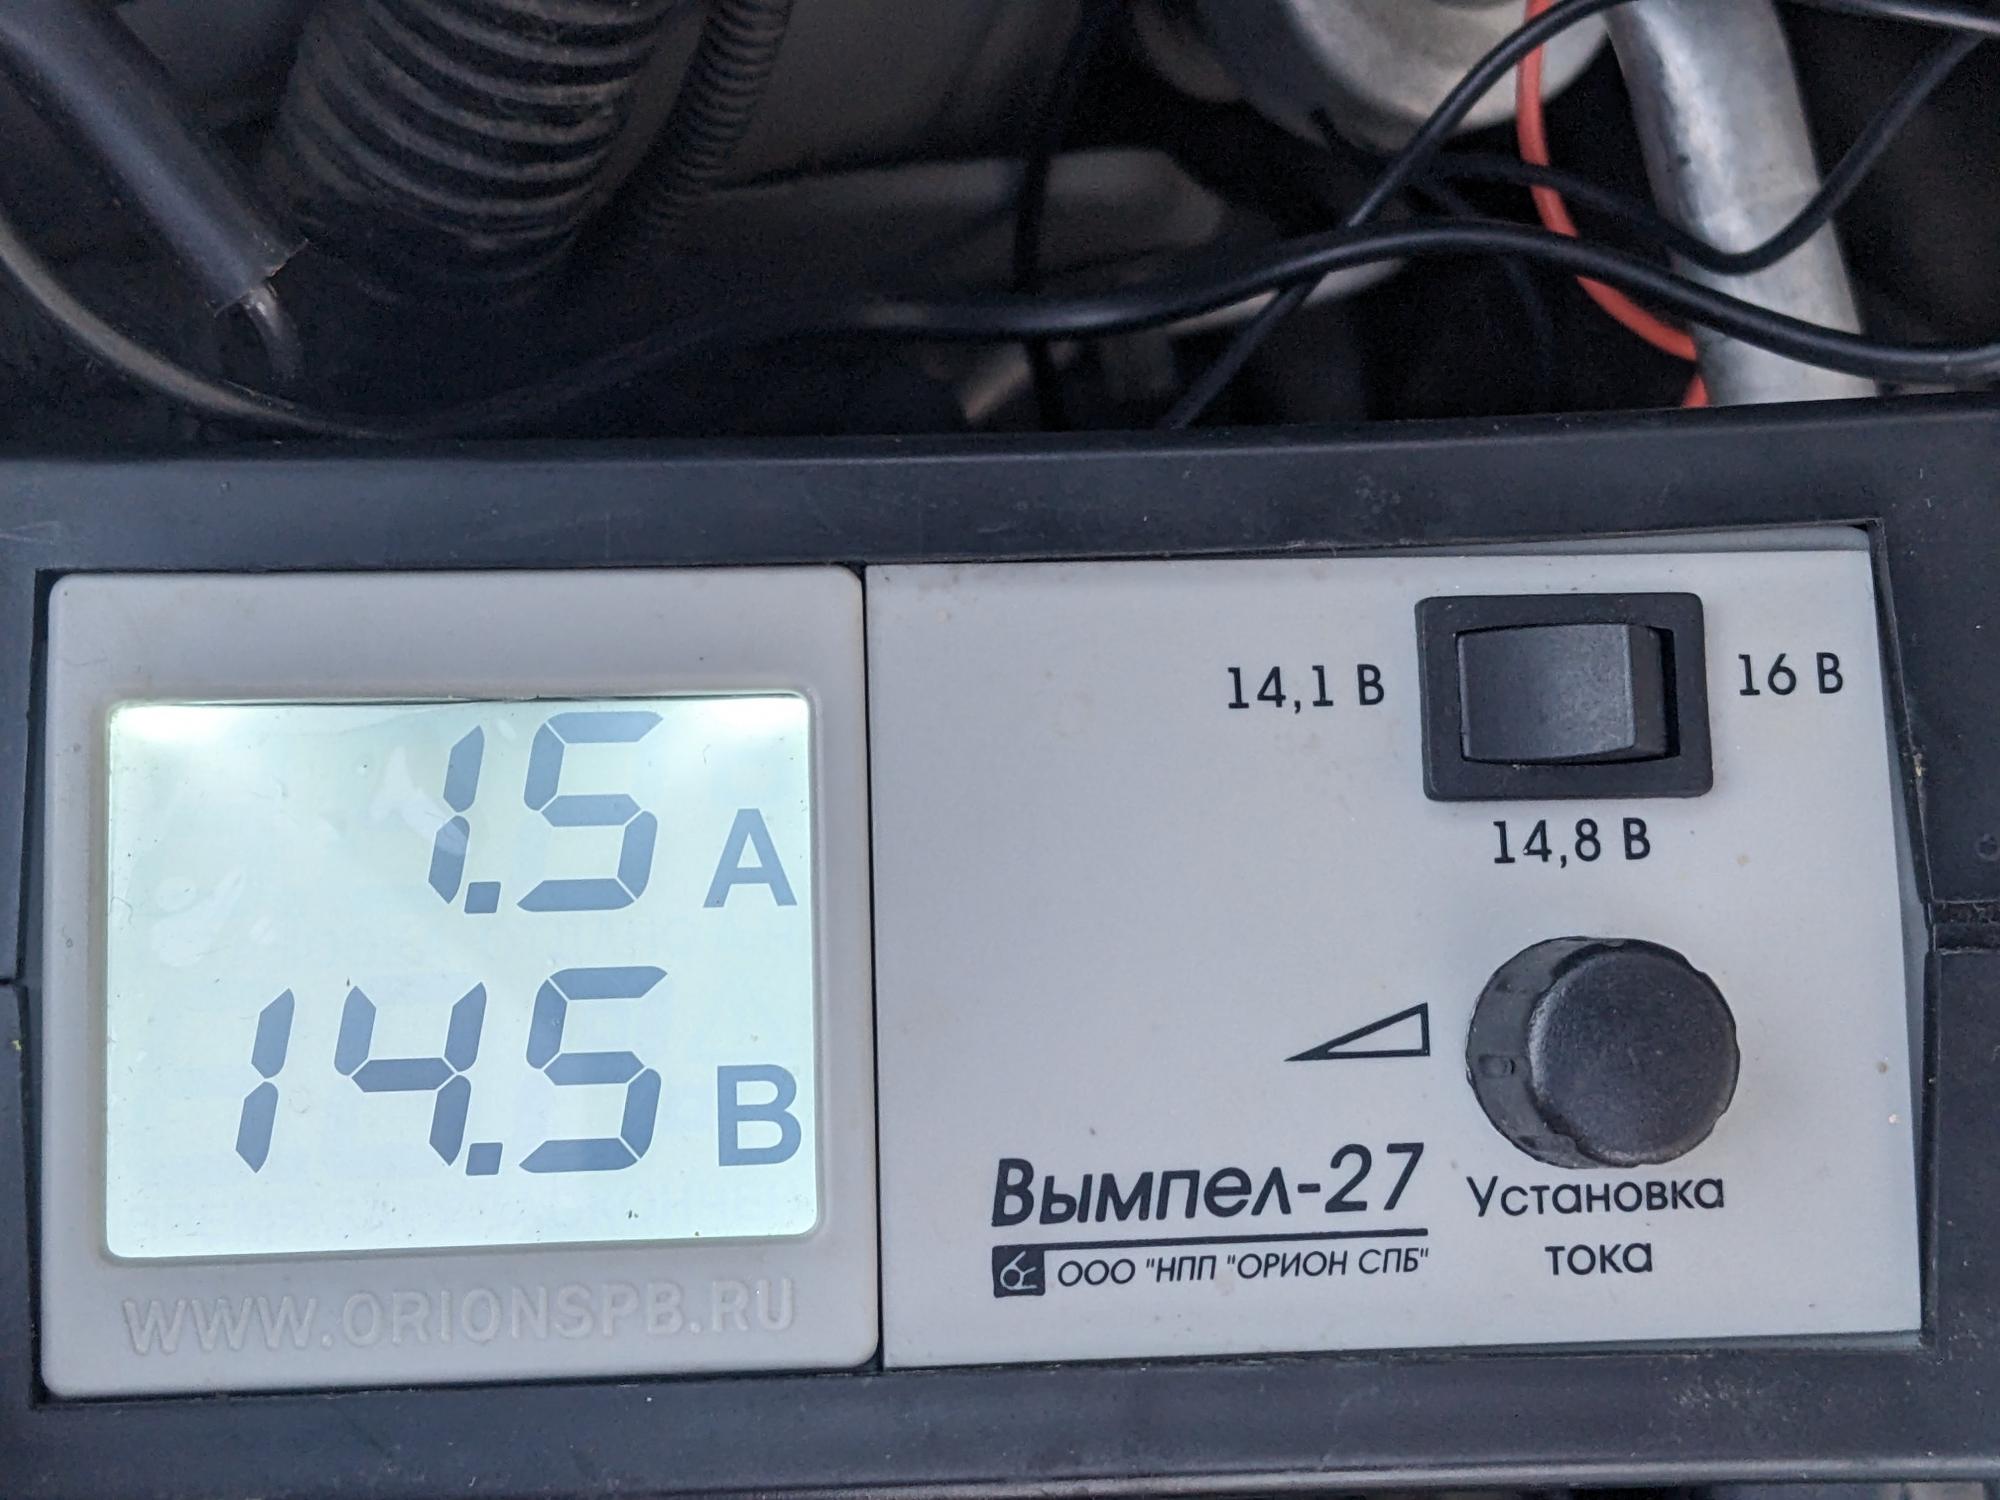 1.5 A
14.5 В
WWW.ORIONSPB.RU
14,1 В
16 В
14,8 В
Вымпел-27
ООО "НПП "ОРИОН СПБ"
Установка
тока